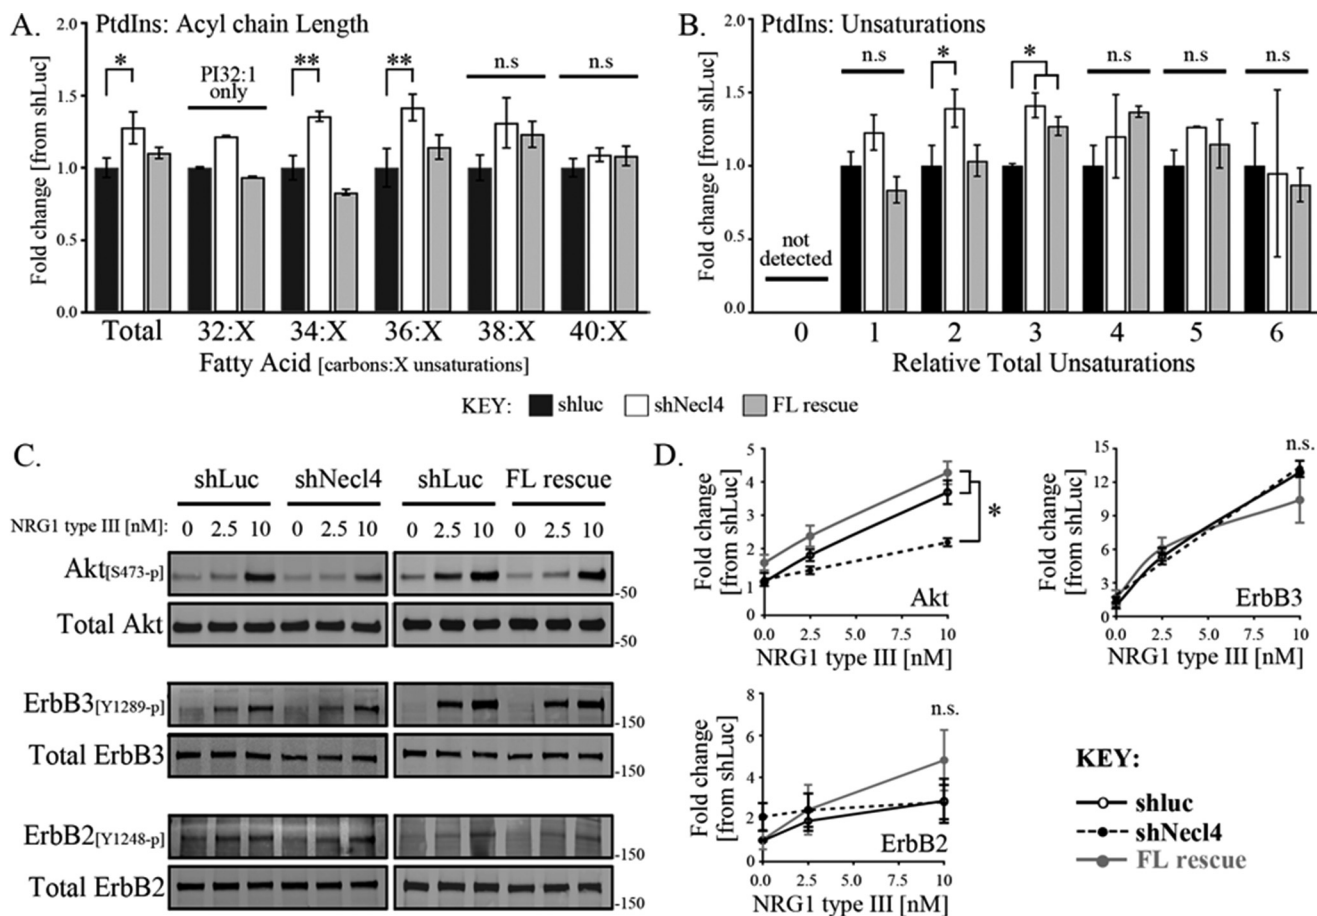 A.
PtdIns: Acyl chain Length
Fold change [from shLuc]
2.0
1.5
1.0
0.5
0.0
*
PI32:1
only
**
**
n.s
n.s
Total 32:X 34:X 36:X 38:X 40:X
Fatty Acid [carbons:X unsaturations]
B.
PtdIns: Unsaturations
Fold change [from shLuc]
2.0
1.5
1.0
0.5
0.0
not
detected
n.s
*
*
n.s
n.s
n.s
0 1 2 3 4 5 6
Relative Total Unsaturations
KEY: shluc shNecl4 FL rescue
C.
shLuc shNecl4 shLuc FL rescue
NRG1 type III [nM]: 0 2.5 10 0 2.5 10 0 2.5 10 0 2.5 10
Akt[S473-p]
-50
Total Akt
-50
ErbB3[Y1289-p]
-150
Total ErbB3
-150
ErbB2[Y1248-p]
-150
Total ErbB2
-150
D.
Fold change
[from shLuc]
5
4
3
2
1
0
*
Akt
0.0 2.5 5.0 7.5 10
NRG1 type III [nM]
Fold change
[from shLuc]
15
12
9
6
3
0
n.s.
ErbB3
0.0 2.5 5.0 7.5 10
NRG1 type III [nM]
Fold change
[from shLuc]
8
6
4
2
0
n.s.
ErbB2
0.0 2.5 5.0 7.5 10
NRG1 type III [nM]
KEY:
shluc
shNecl4
FL rescue